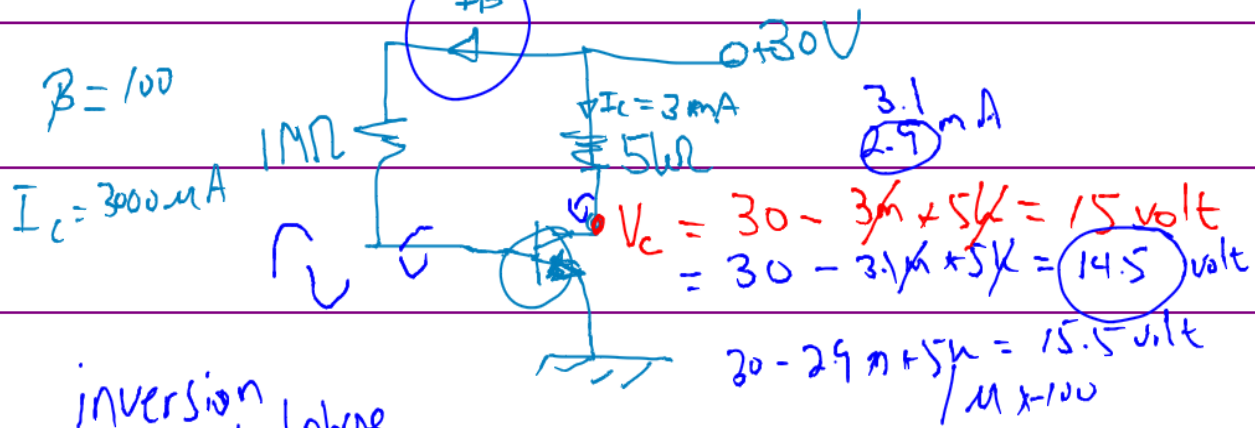 +30V
β = 100
Ic = 3 mA
3.1
2.9 mA
1MΩ
5kΩ
Ic = 3000 μA
Vc = 30 - 3m × 5k = 15 volt
= 30 - 3.1m × 5k = 14.5 volt
30 - 2.9 m × 5k = 15.5 volt
inversion